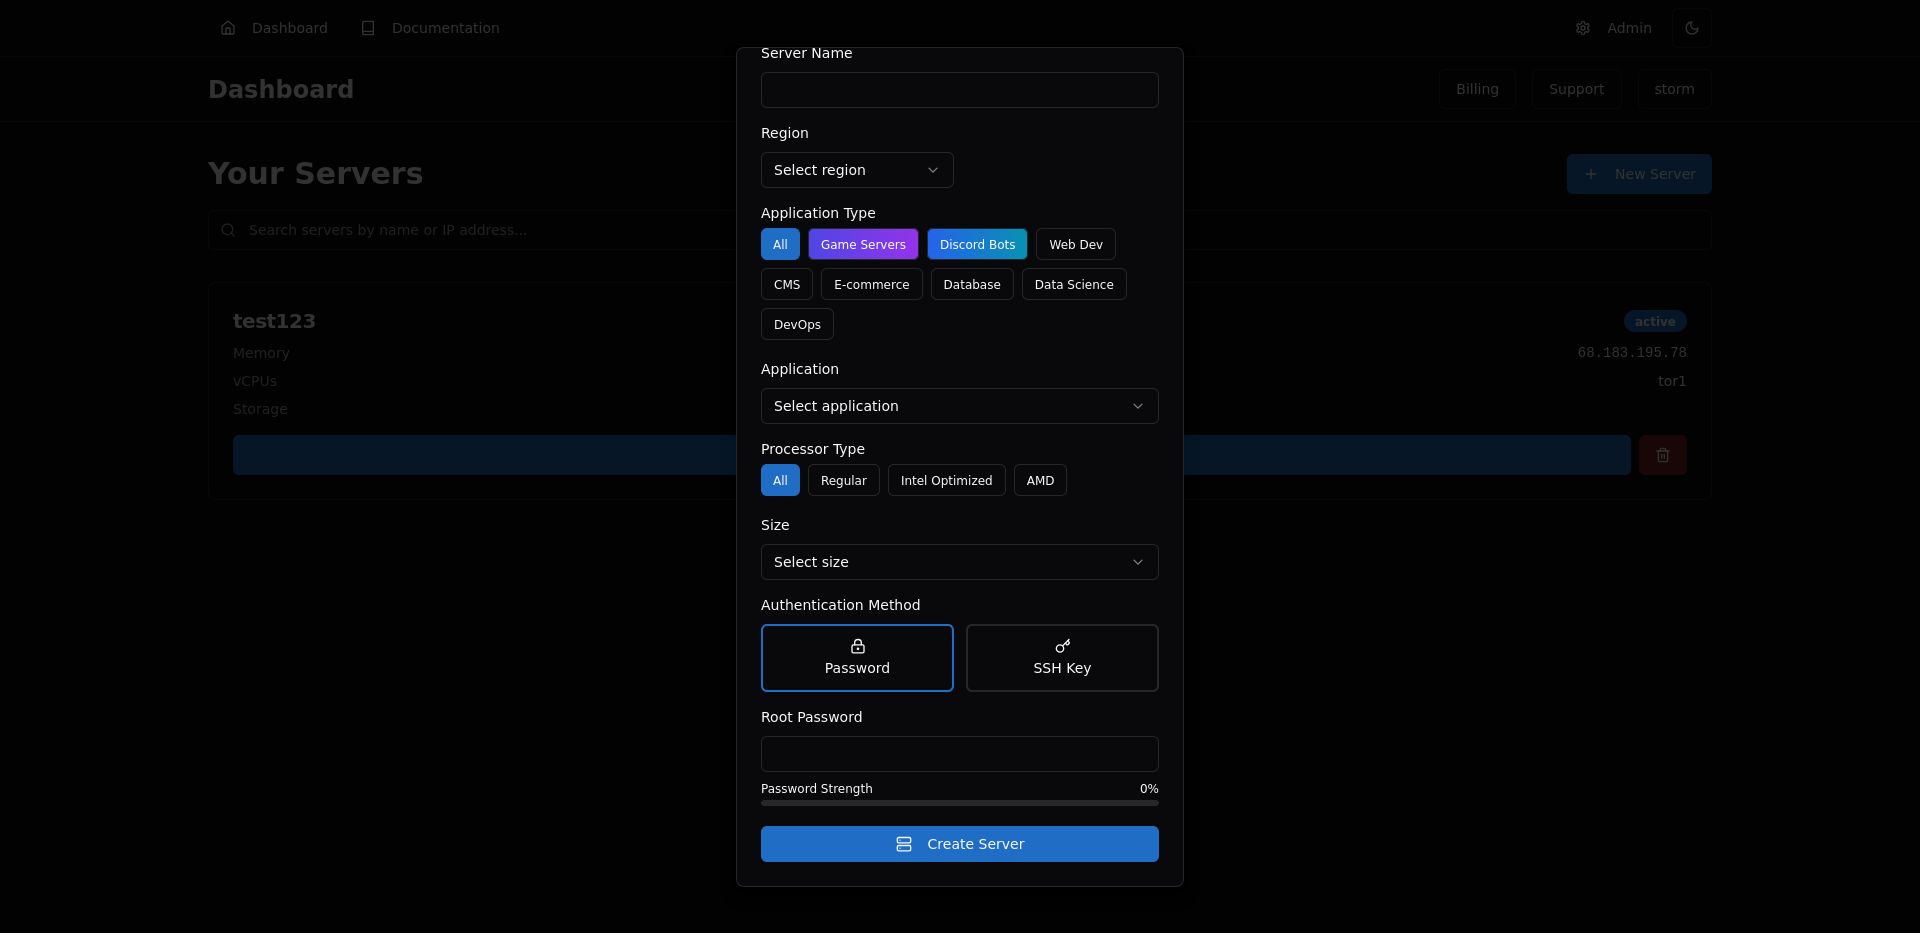 Dashboard Documentation Admin
Dashboard Billing Support storm
Your Servers New Server
Search servers by name or IP address...
test123 active
Memory 68.183.195.78
vCPUs tor1
Storage
Server Name
Region
Select region
Application Type
All Game Servers Discord Bots Web Dev
CMS E-commerce Database Data Science
DevOps
Application
Select application
Processor Type
All Regular Intel Optimized AMD
Size
Select size
Authentication Method
Password SSH Key
Root Password
Password Strength 0%
Create Server